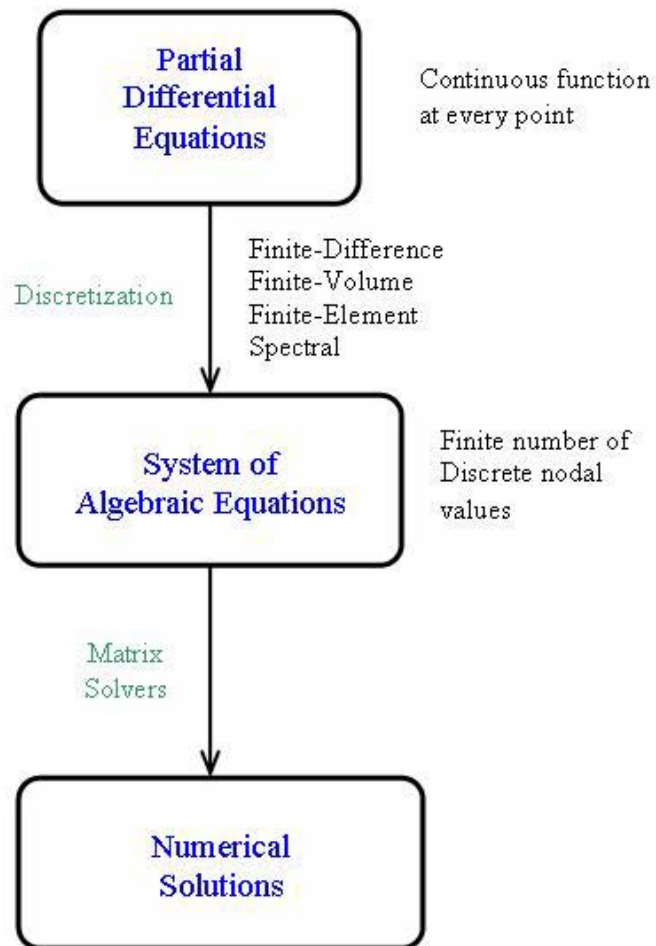 Partial
Differential
Equations
Continuous function
at every point
Discretization
Finite-Difference
Finite-Volume
Finite-Element
Spectral
System of
Algebraic Equations
Finite number of
Discrete nodal
values
Matrix
Solvers
Numerical
Solutions